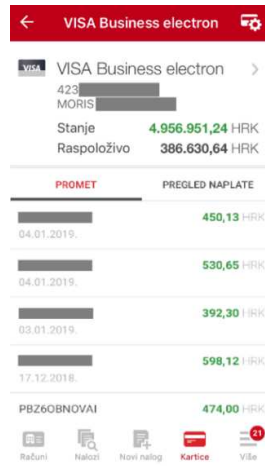 VISA Business electron
VISA VISA Business electron
423
MORIS
Stanje 4.956.951,24 HRK
Raspoloživo 386.630,64 HRK
PROMET PREGLED NAPLATE
450,13 HRK
04.01.2019.
530,65 HRK
04.01.2019.
392,30 HRK
03.01.2019.
598,12 HRK
17.12.2018.
PBZ6OBNOVAI 474,00 HRK
21
Računi Nalozi Novi nalog Kartice Više